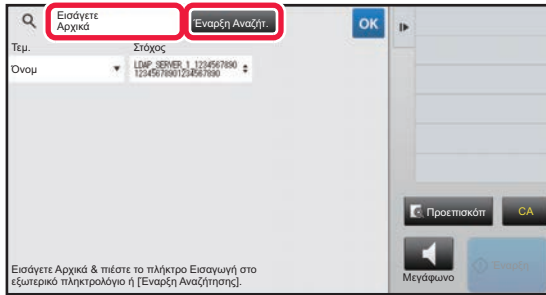 Εισάγετε
Αρχικά
Έναρξη Αναζήτ.
OK
Τεμ.
Στόχος
Όνομ
LDAP_SERVER_1_1234567890
12345678901234567890
Προεπισκόπ
CA
Μεγάφωνο
Έναρξη
Εισάγετε Αρχικά & πιέστε το πλήκτρο Εισαγωγή στο
εξωτερικό πληκτρολόγιο ή [Έναρξη Αναζήτησης].